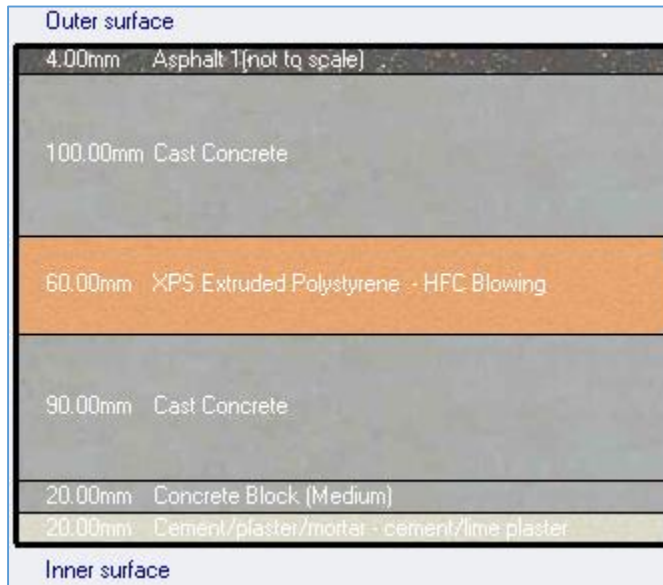 Outer surface
4.00mm Asphalt 1(not to scale)
100.00mm Cast Concrete
60.00mm XPS Extruded Polystyrene - HFC Blowing
90.00mm Cast Concrete
20.00mm Concrete Block (Medium)
20.00mm Cement/plaster/mortar - cement/lime plaster
Inner surface